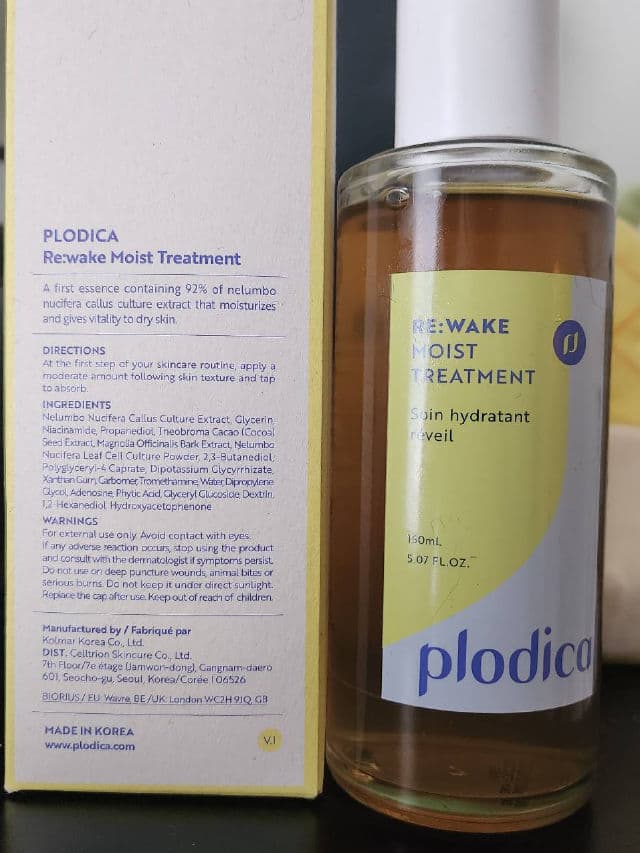 PLODICA
Re:wake Moist Treatment
A first essence containing 92% of nelumbo
nucifera callus culture extract that moisturizes
and gives vitality to dry skin.
DIRECTIONS
At the first step of your skincare routine, apply a
moderate amount following skin texture and tap
to absorb.
INGREDIENTS
Nelumbo Nucifera Callus Culture Extract, Glycerin,
Niacinamide, Propanediol, Theobroma Cacao (Cocoa)
Seed Extract, Magnolia Officinalis Bark Extract, Nelumbo
Nucifera Leaf Cell Culture Powder, 2,3-Butanediol,
Polyglyceryl-4 Caprate, Dipotassium Glycyrrhizate,
Xanthan Gum, Carbomer, Tromethamine, Water, Dipropylene
Glycol, Adenosine, Phytic Acid, Glyceryl Glucoside, Dextrin,
1,2-Hexanediol, Hydroxyacetophenone
WARNINGS
For external use only. Avoid contact with eyes.
If any adverse reaction occurs, stop using the product
and consult with the dermatologist if symptoms persist.
Do not use on deep puncture wounds, animal bites or
serious burns. Do not keep it under direct sunlight.
Replace the cap after use. Keep out of reach of children.
Manufactured by / Fabriqué par
Kolmar Korea Co., Ltd.
DIST. Celltrion Skincure Co., Ltd.
7th Floor/7e étage (Jamwon-dong), Gangnam-daero
601, Seocho-gu, Seoul, Korea/Corée | 06526
BIORIUS / EU: Wavre, BE /UK: London WC2H 9JQ, GB
MADE IN KOREA
www.plodica.com
V.1
RE:WAKE
MOIST
TREATMENT
Soin hydratant
réveil
150mL
5.07 FL.OZ.
plodica